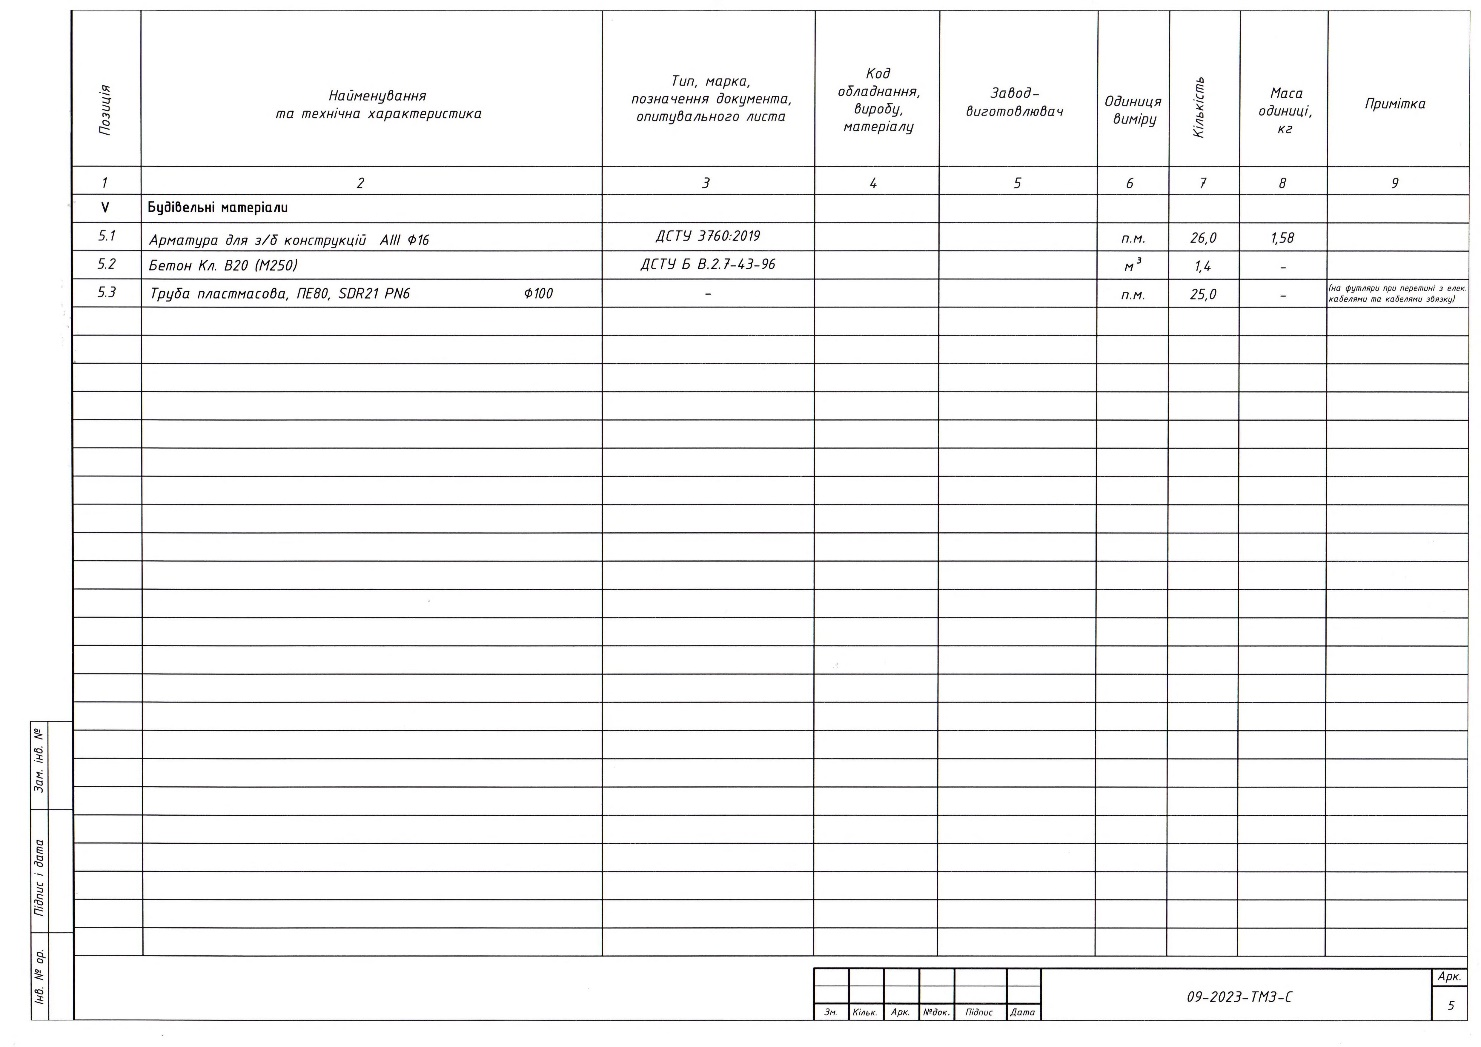 Позиція
Найменування
та технічна характеристика
Тип, марка,
позначення документа,
опитувального листа
Код
обладнання,
виробу,
матеріалу
Завод-
виготовлювач
Одиниця
виміру
Кількість
Маса
одиниці,
кг
Примітка
1 2 3 4 5 6 7 8 9
V Будівельні матеріали
5.1 Арматура для з/б конструкцій АІІІ Ф16 ДСТУ 3760:2019 п.м. 26,0 1,58
5.2 Бетон Кл. В20 (М250) ДСТУ Б В.2.7-43-96 м³ 1,4 -
5.3 Труба пластмасова, ПЕ80, SDR21 PN6 Ф100 - п.м. 25,0 - (на футляри при перетині з елек.
кабелями та кабелями звязку)
Зам. інв. №
Підпис і дата
Інв. № ор.
Зм. Кільк. Арк. №док. Підпис Дата
09-2023-ТМЗ-С
Арк.
5